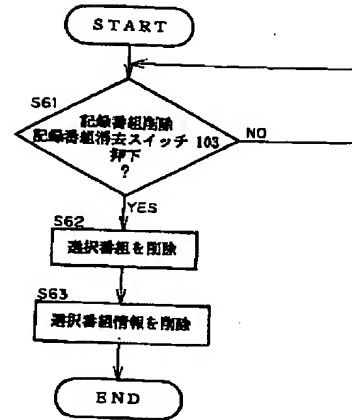 START
S61
記録番組削除
記録番組消去スイッチ 103
押下
?
NO
YES
S62
選択番組を削除
S63
選択番組情報を削除
END